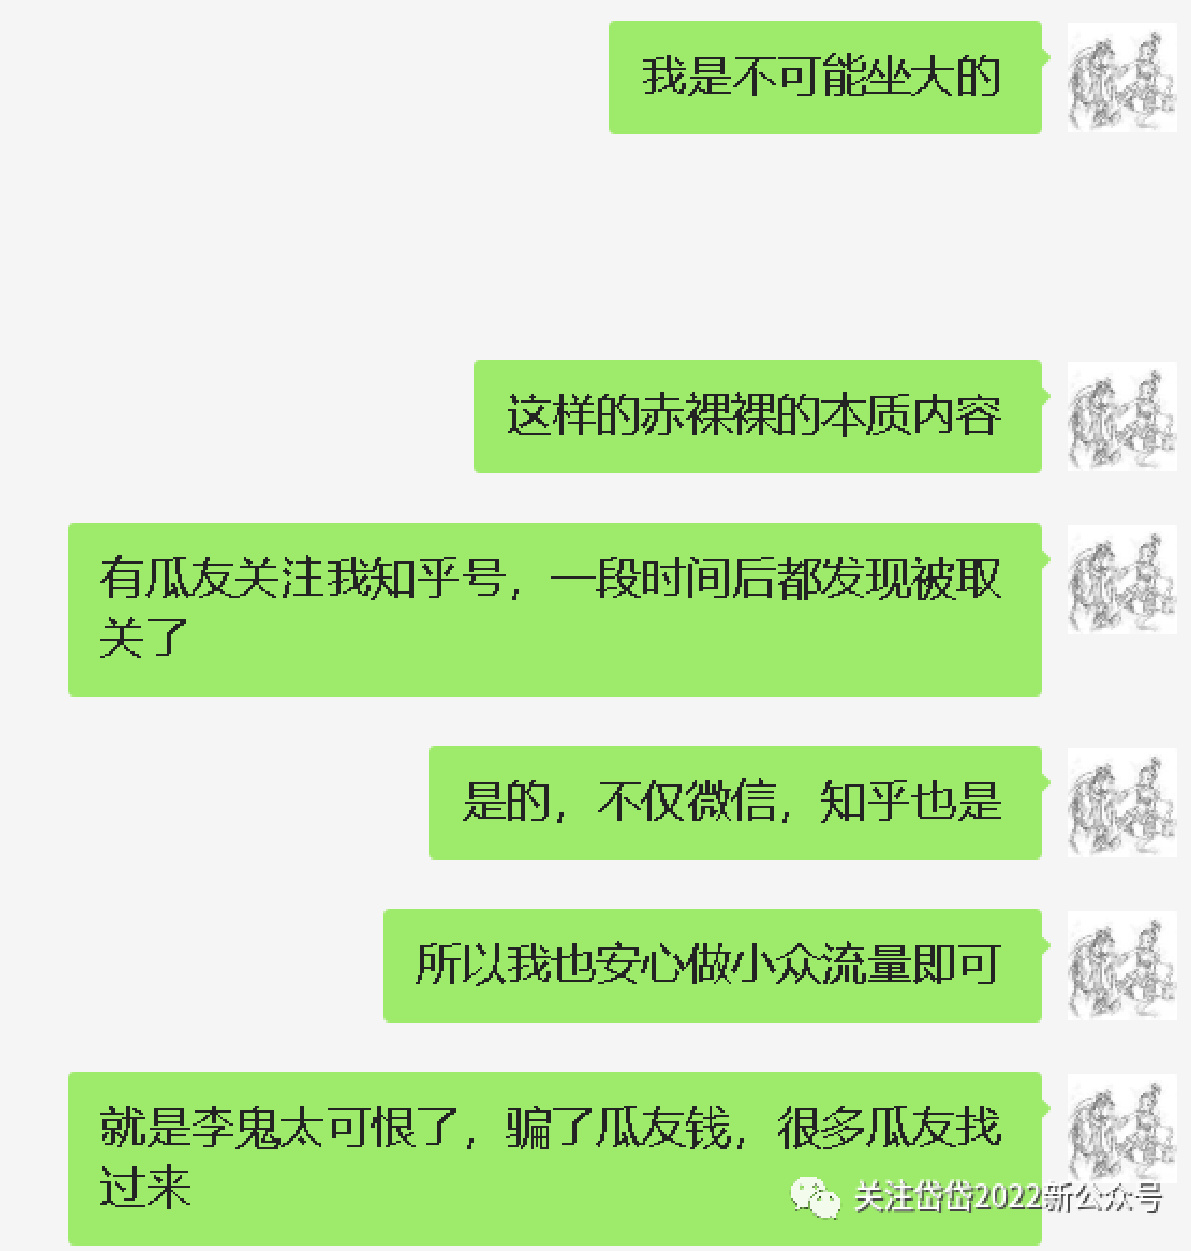 我是不可能坐大的
这样的赤裸裸的本质内容
有瓜友关注我知乎号，一段时间后都发现被取
关了
是的，不仅微信，知乎也是
所以我也安心做小众流量即可
就是李鬼太可恨了，骗了瓜友钱，很多瓜友找
过来
关注岱岱2022新公众号